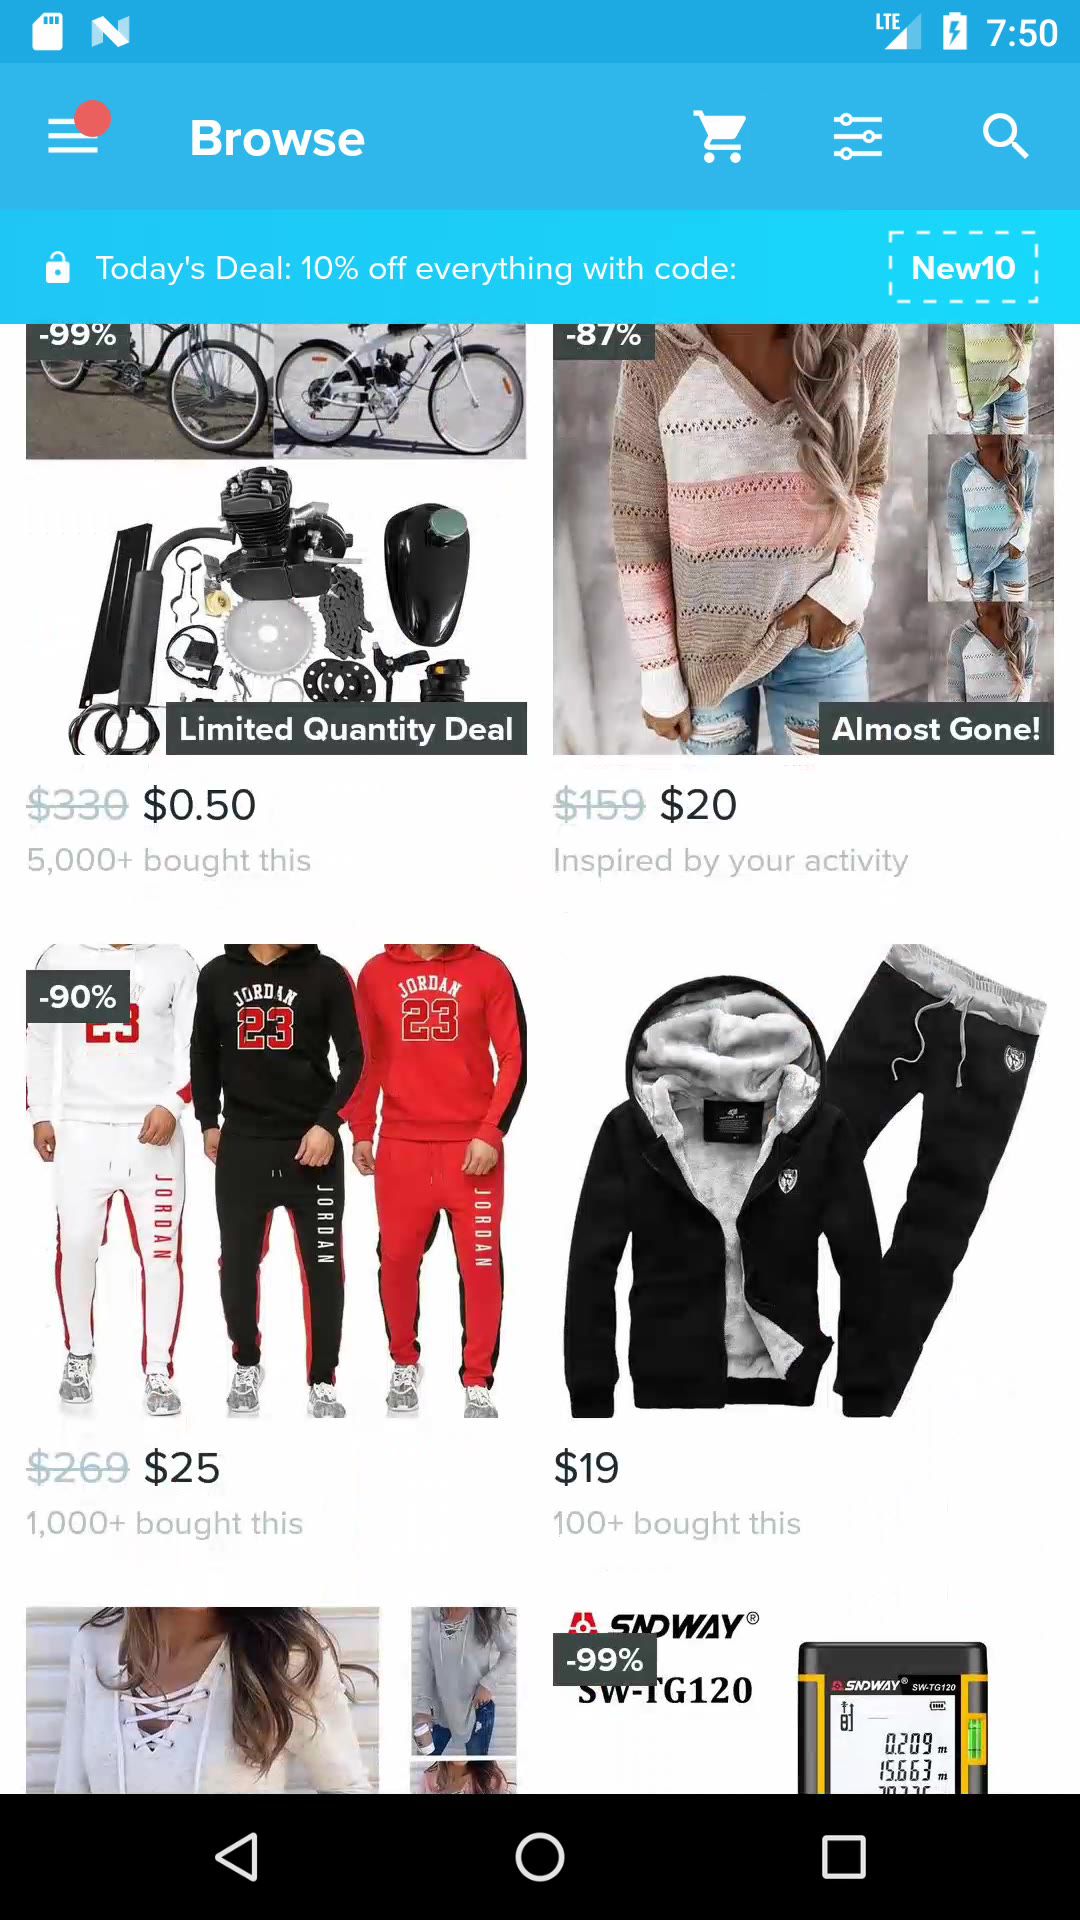 LTE 7:50
Browse
Today's Deal: 10% off everything with code: New10
-99%
-87%
Limited Quantity Deal
Almost Gone!
$330 $0.50
$159 $20
5,000+ bought this
Inspired by your activity
-90%
23
JORDAN
23
JORDAN
23
JORDAN
JORDAN
JORDAN
$269 $25
$19
1,000+ bought this
100+ bought this
SNDWAY®
-99%
SW-TG120
SNDWAY® SW-TG120
0.209 m
15.663 m